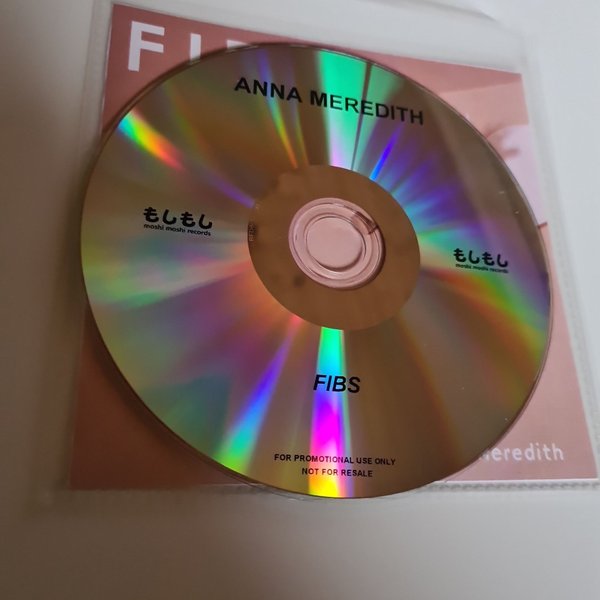 FI
ANNA MEREDITH
もしもし
moshi moshi records
もしもし
moshi moshi records
FIBS
FOR PROMOTIONAL USE ONLY
NOT FOR RESALE
meredith